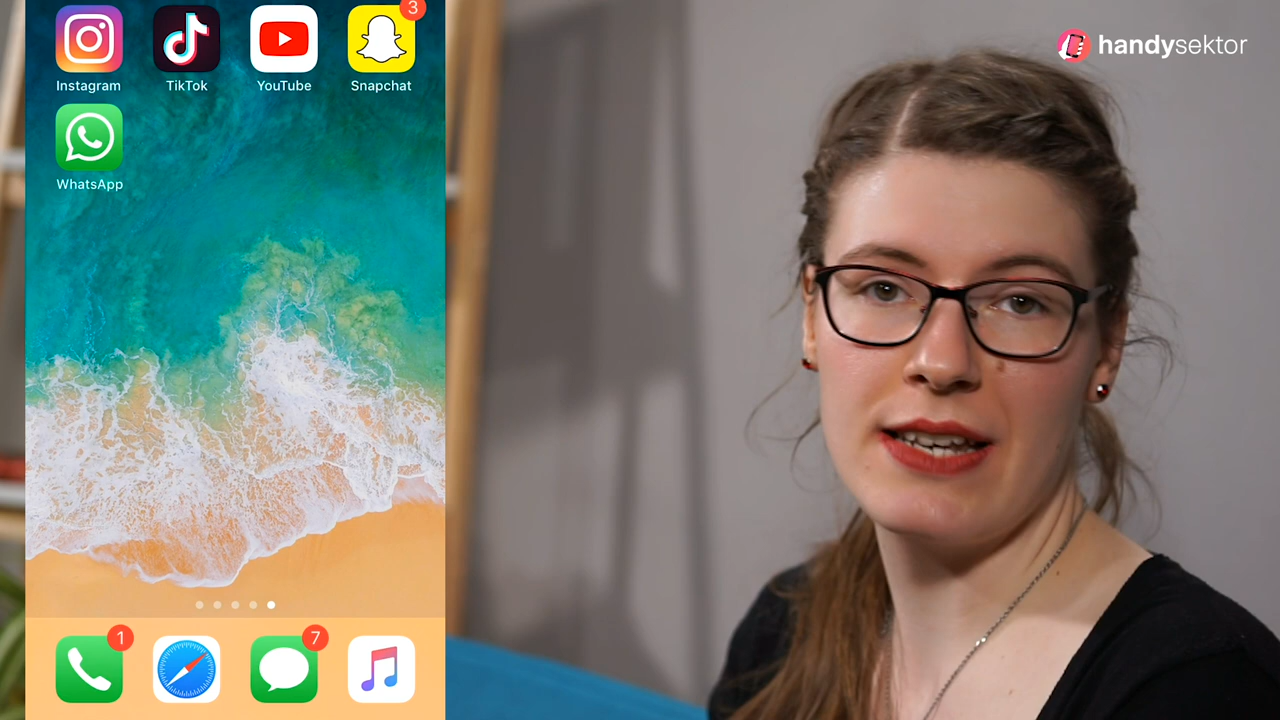 3
Instagram
TikTok
YouTube
Snapchat
WhatsApp
1
7
handysektor